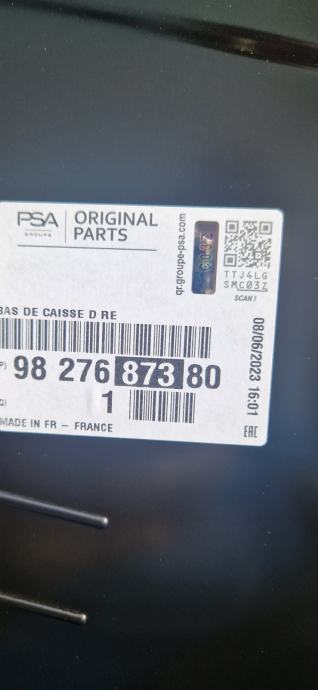 PSA
GROUPE
ORIGINAL
PARTS
qr.groupe-psa.com
TTJ4LG
SMC03Z
SCAN !
BAS DE CAISSE D RE
P) 98 276 873 80
Q) 1
MADE IN FR - FRANCE
08/06/2023 16:01
EAC